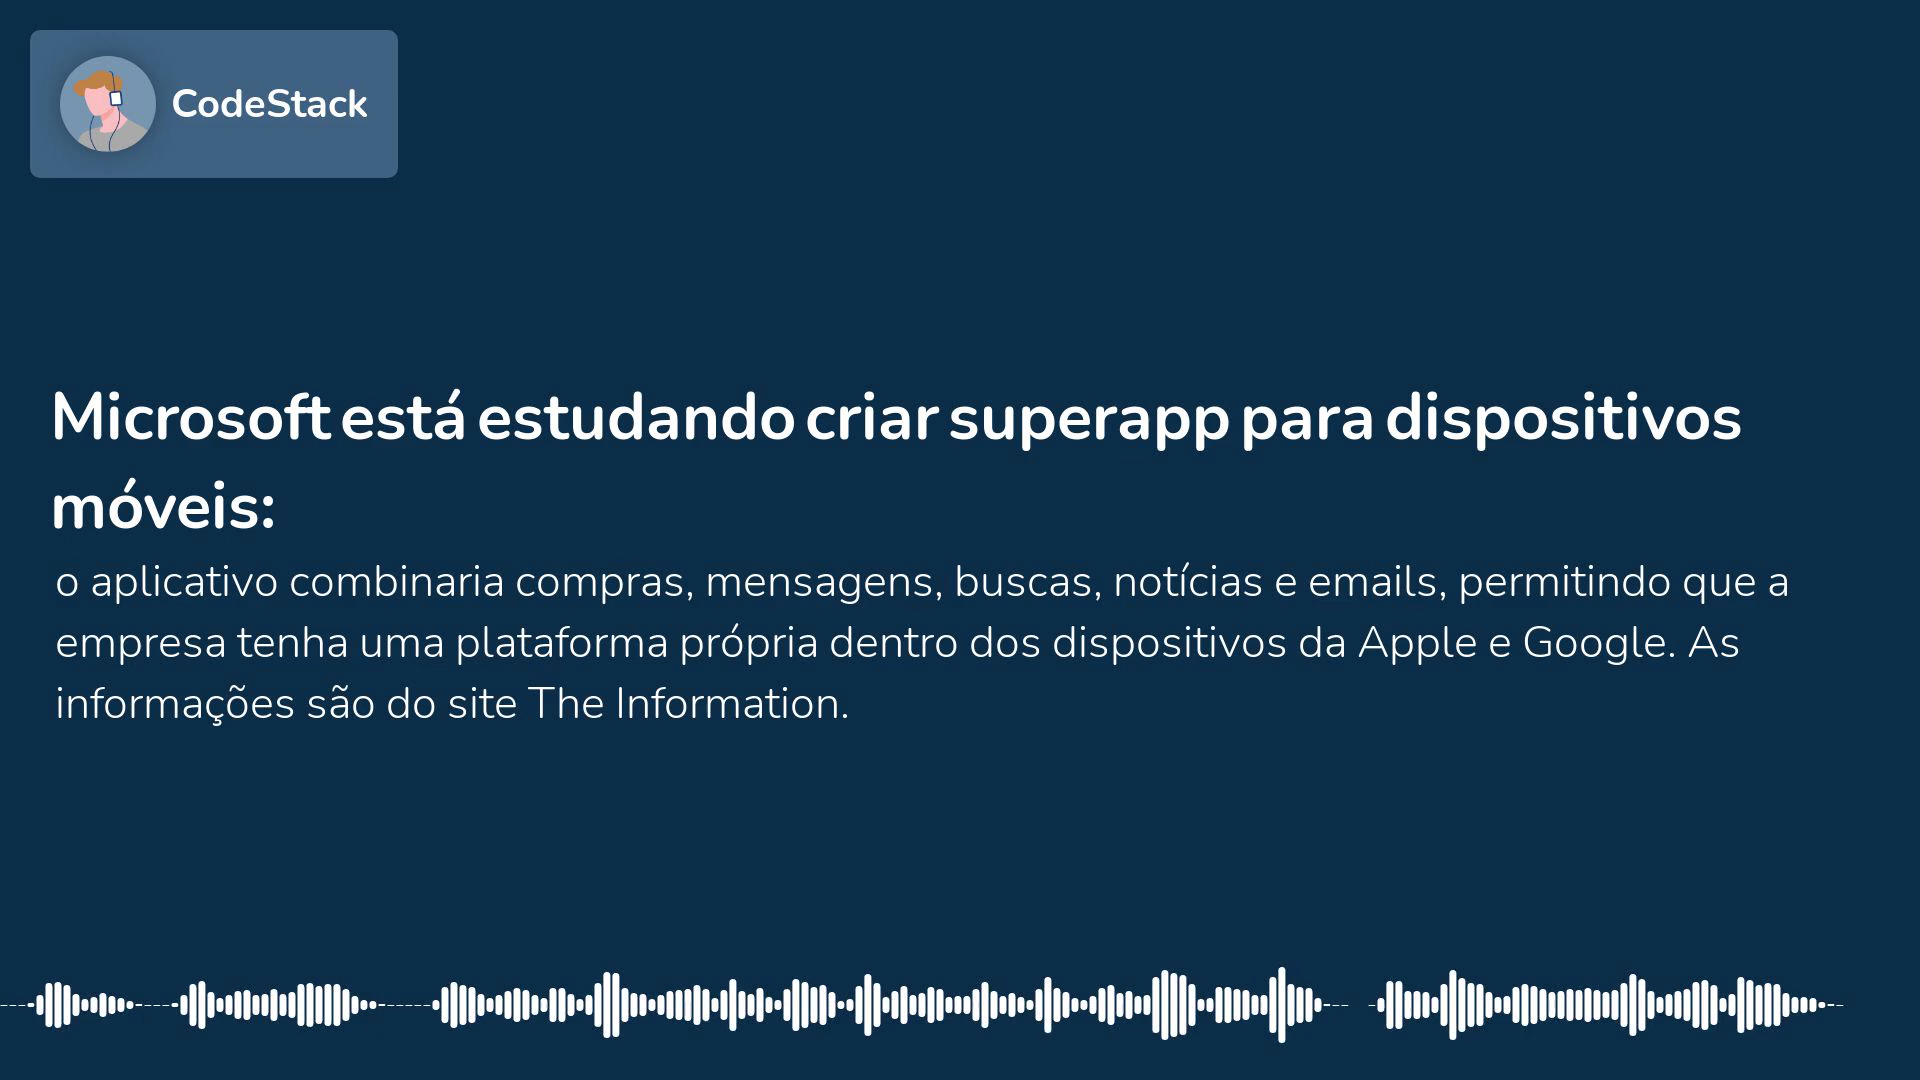 CodeStack
Microsoft está estudando criar superapp para dispositivos
móveis:
o aplicativo combinaria compras, mensagens, buscas, notícias e emails, permitindo que a
empresa tenha uma plataforma própria dentro dos dispositivos da Apple e Google. As
informações são do site The Information.